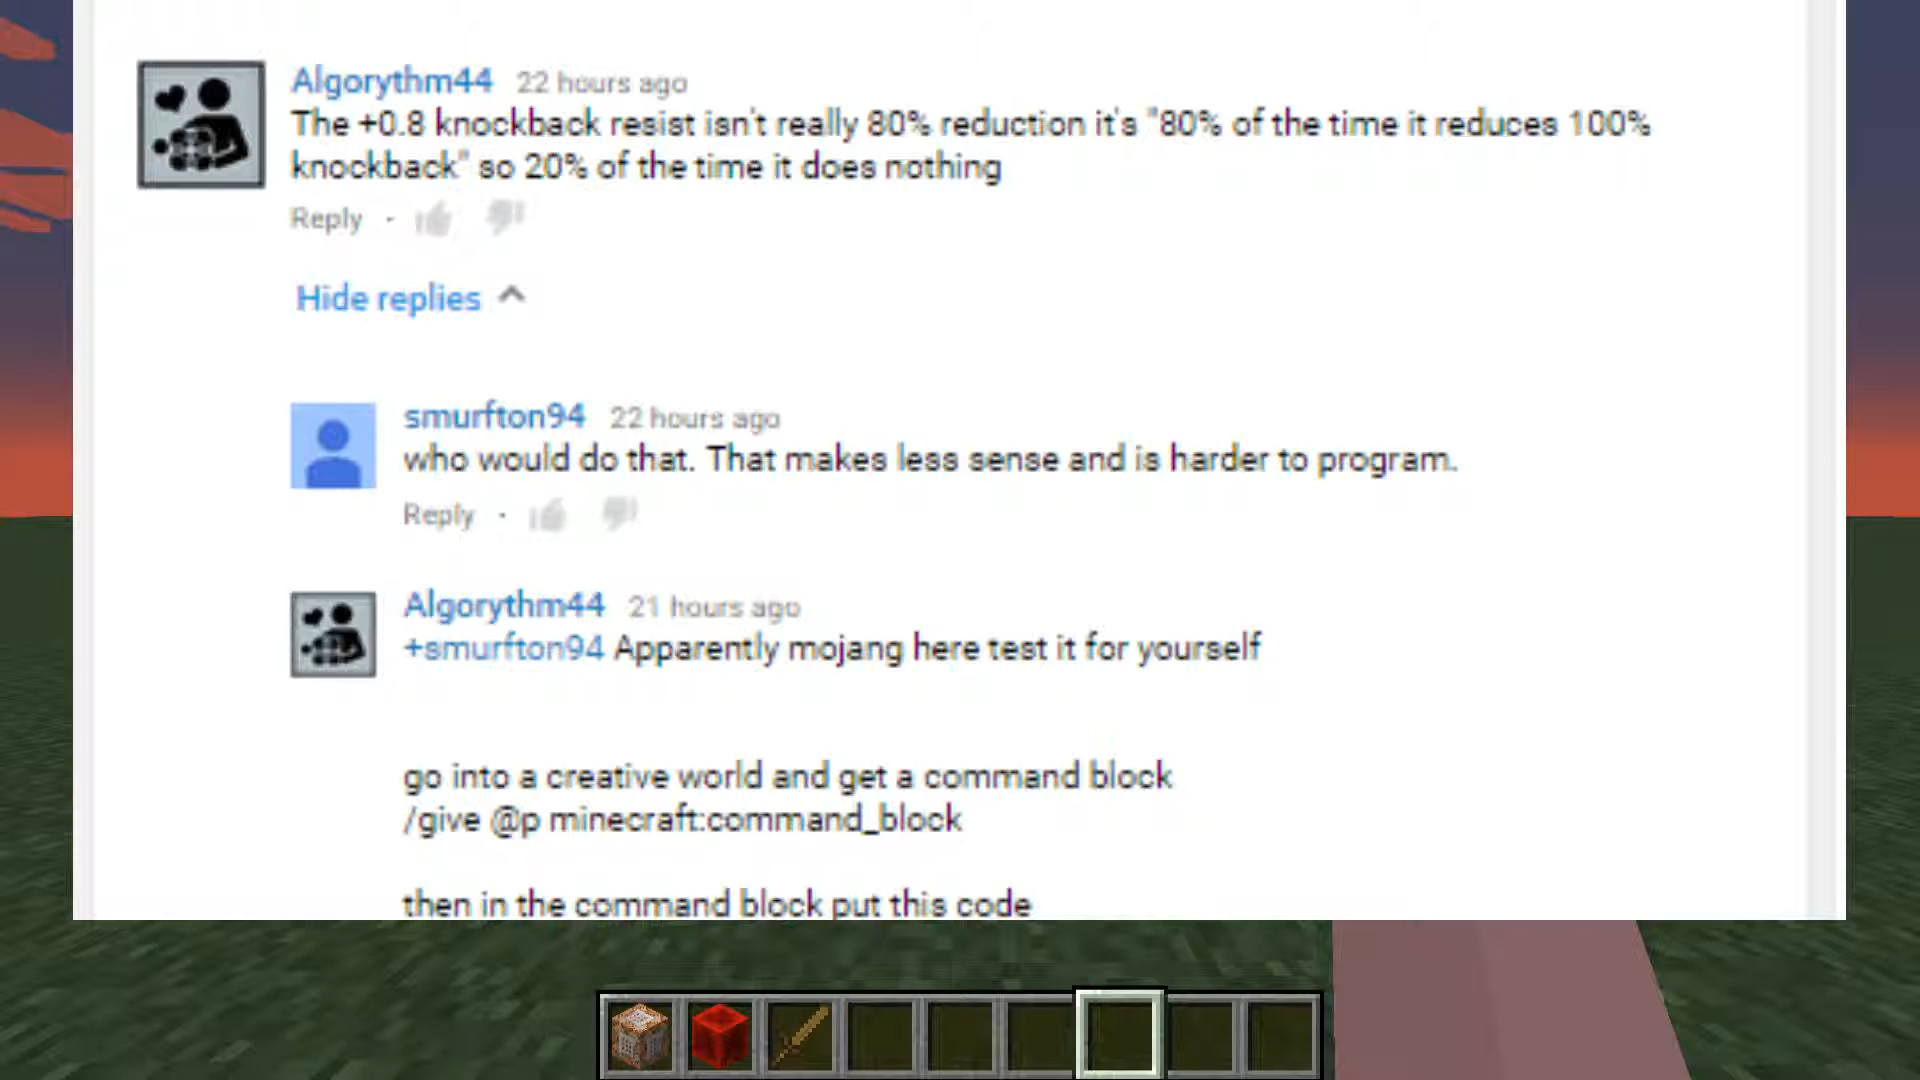 Algorythm44 22 hours ago
The +0.8 knockback resist isn't really 80% reduction it's "80% of the time it reduces 100%
knockback" so 20% of the time it does nothing
Reply ·
Hide replies
smurfton94 22 hours ago
who would do that. That makes less sense and is harder to program.
Reply ·
Algorythm44 21 hours ago
+smurfton94 Apparently mojang here test it for yourself
go into a creative world and get a command block
/give @p minecraft:command_block
then in the command block put this code